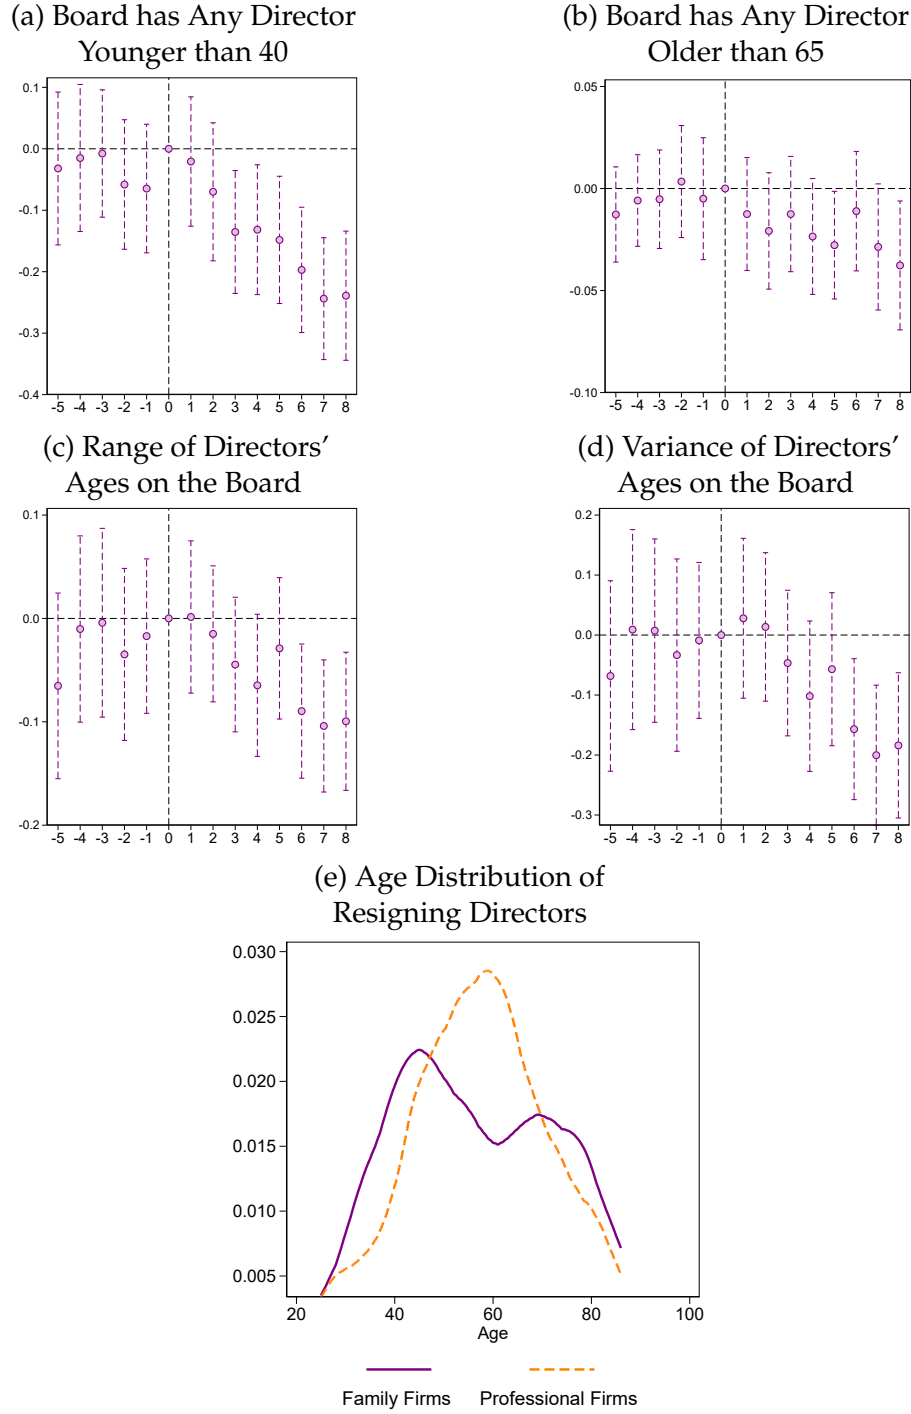 (a) Board has Any Director
Younger than 40
0.1
0.0
-0.1
-0.2
-0.3
-0.4
-5 -4 -3 -2 -1 0 1 2 3 4 5 6 7 8
(b) Board has Any Director
Older than 65
0.05
0.00
-0.05
-0.10
-5 -4 -3 -2 -1 0 1 2 3 4 5 6 7 8
(c) Range of Directors’
Ages on the Board
0.1
0.0
-0.1
-0.2
-5 -4 -3 -2 -1 0 1 2 3 4 5 6 7 8
(d) Variance of Directors’
Ages on the Board
0.2
0.1
0.0
-0.1
-0.2
-0.3
-5 -4 -3 -2 -1 0 1 2 3 4 5 6 7 8
(e) Age Distribution of
Resigning Directors
0.030
0.025
0.020
0.015
0.010
0.005
20 40 60 80 100
Age
Family Firms Professional Firms